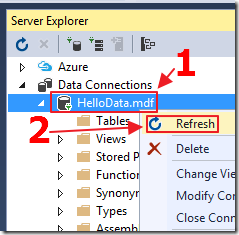 Server Explorer
Azure
Data Connections
1
HelloData.mdf
2
Tables
Refresh
Views
Stored P
Delete
Function
Synonyr
Change View
Types
Modify Con
Assemb
Close Conn